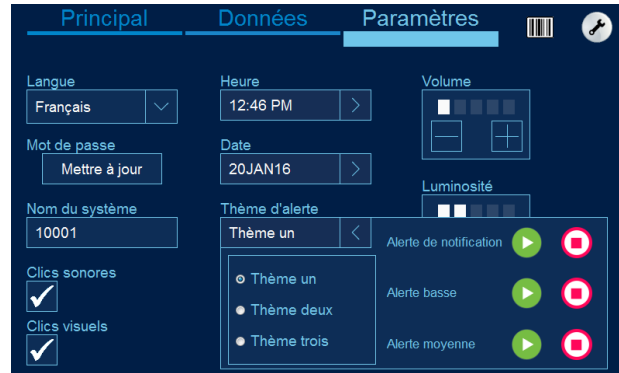 Principal
Données
Paramètres
Langue
Français
Mot de passe
Mettre à jour
Nom du système
10001
Clics sonores
Clics visuels
Heure
12:46 PM
Date
20JAN16
Thème d'alerte
Thème un
Thème un
Thème deux
Thème trois
Volume
Luminosité
Alerte de notification
Alerte basse
Alerte moyenne